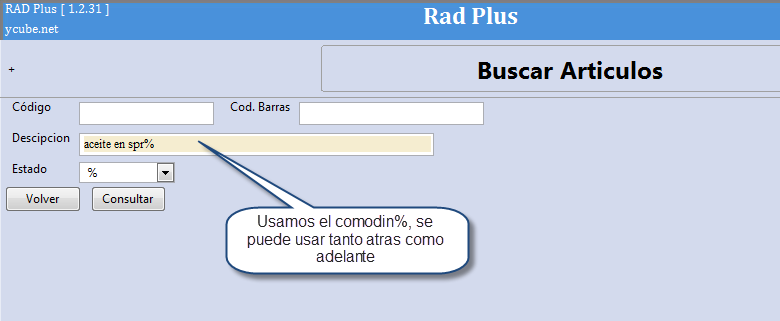 RAD Plus [ 1.2.31 ]
Rad Plus
ycube.net
+
Buscar Articulos
Código
Cod. Barras
Descipcion
aceite en spr%
Estado
%
Volver
Consultar
Usamos el comodin%, se
puede usar tanto atras como
adelante